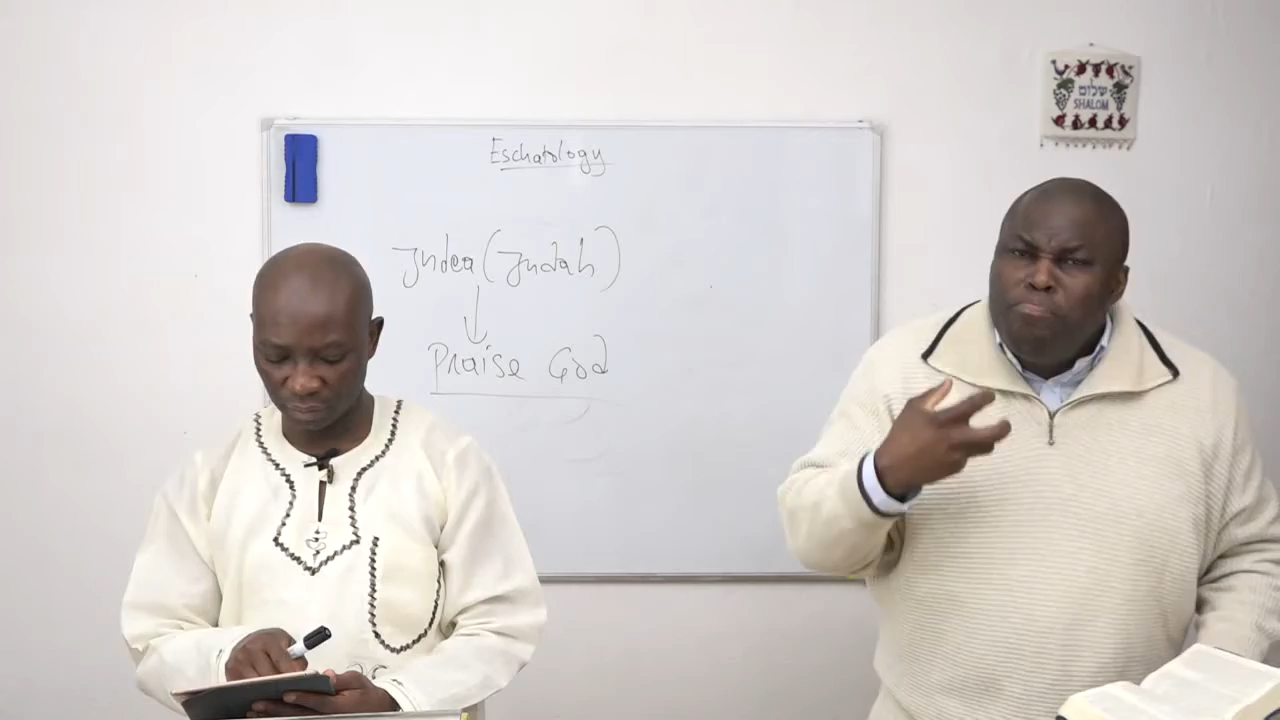 Eschatology
Judea (Judah)
Praise God
שלום
SHALOM